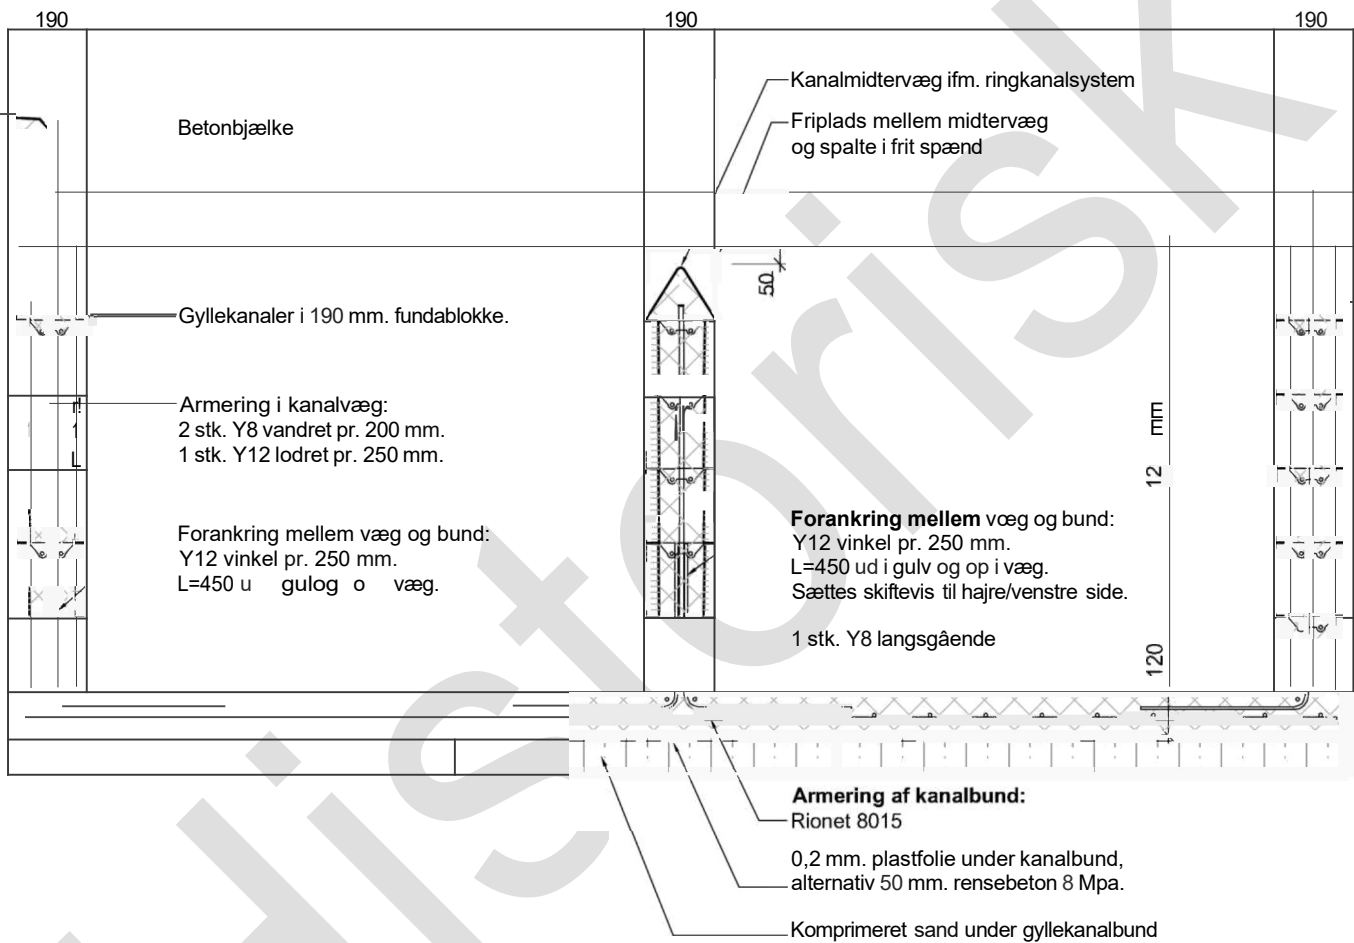 190
190
190
Kanalmidtervæg ifm. ringkanalsystem
Friplads mellem midtervæg
og spalte i frit spænd
Betonbjælke
50
Gyllekanaler i 190 mm. fundablokke.
Armering i kanalvæg:
2 stk. Y8 vandret pr. 200 mm.
1 stk. Y12 lodret pr. 250 mm.
12 mm
Forankring mellem væg og bund:
Y12 vinkel pr. 250 mm.
L=450 u gulog o væg.
Forankring mellem vœg og bund:
Y12 vinkel pr. 250 mm.
L=450 ud i gulv og op i væg.
Sættes skiftevis til hajre/venstre side.
1 stk. Y8 langsgâende
120
Armering af kanalbund:
Rionet 8015
0,2 mm. plastfolie under kanalbund,
alternativ 50 mm. rensebeton 8 Mpa.
Komprimeret sand under gyllekanalbund
Historisk